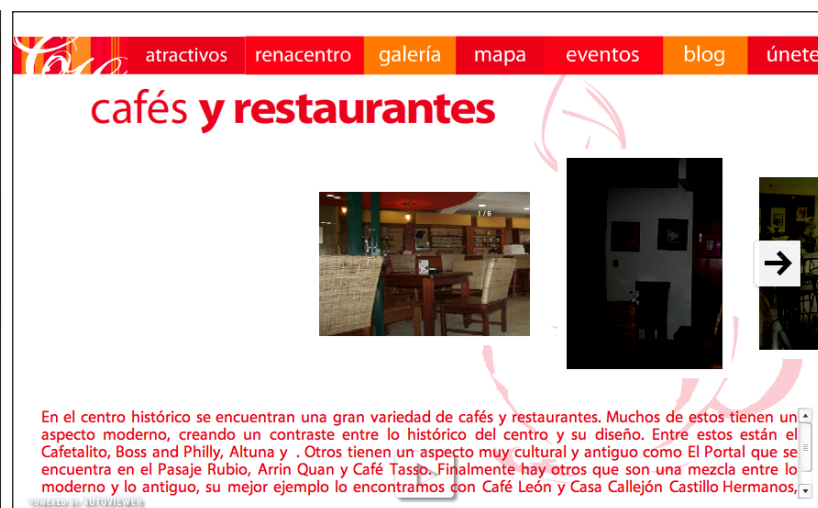 atractivos renacentro galería mapa eventos blog únete
cafés y restaurantes
1/6
En el centro histórico se encuentran una gran variedad de cafés y restaurantes. Muchos de estos tienen un
aspecto moderno, creando un contraste entre lo histórico del centro y su diseño. Entre estos están el
Cafetalito, Boss and Philly, Altuna y . Otros tienen un aspecto muy cultural y antiguo como El Portal que se
encuentra en el Pasaje Rubio, Arrin Quan y Café Tasso. Finalmente hay otros que son una mezcla entre lo
moderno y lo antiguo, su mejor ejemplo lo encontramos con Café León y Casa Callejón Castillo Hermanos,
POWERED BY AUTOVIEWER